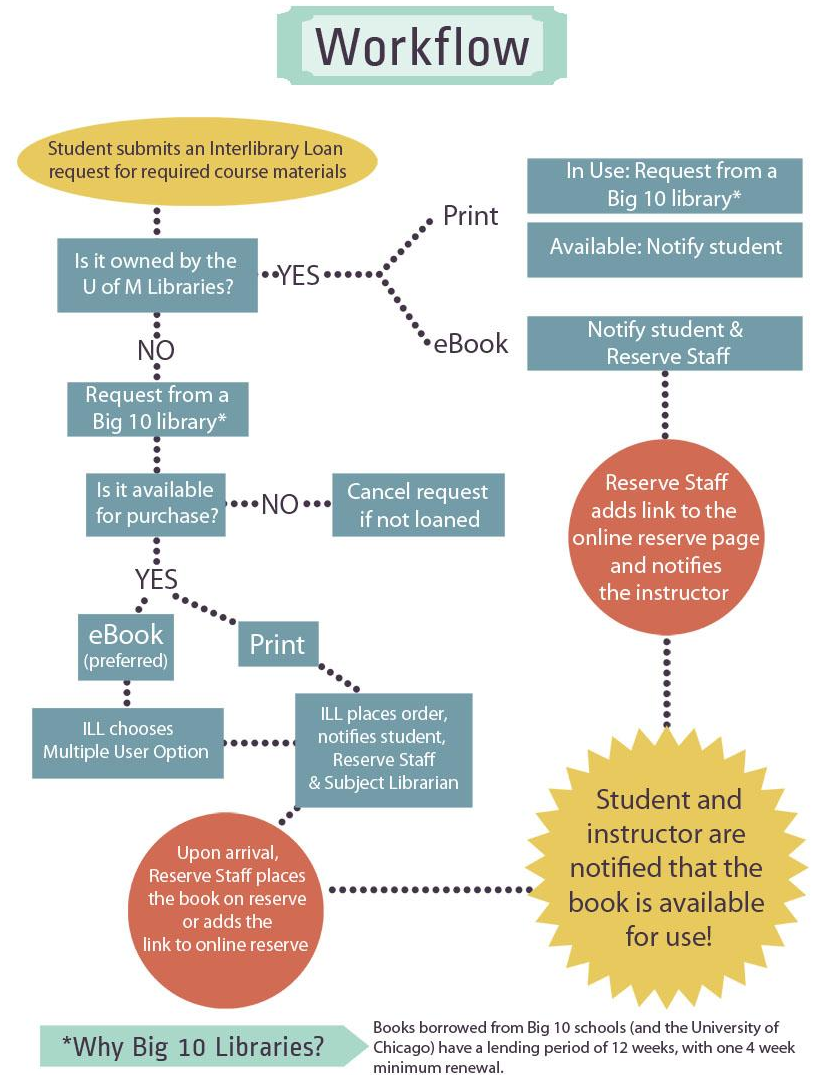 Workflow
Student submits an Interlibrary Loan
request for required course materials
Is it owned by the
U of M Libraries?
YES
Print
In Use: Request from a
Big 10 library*
Available: Notify student
eBook
Notify student &
Reserve Staff
NO
Request from a
Big 10 library*
Is it available
for purchase?
NO
Cancel request
if not loaned
Reserve Staff
adds link to the
online reserve page
and notifies
the instructor
YES
eBook
(preferred)
Print
ILL chooses
Multiple User Option
ILL places order,
notifies student,
Reserve Staff
& Subject Librarian
Upon arrival,
Reserve Staff places
the book on reserve
or adds the
link to online reserve
Student and
instructor are
notified that the
book is available
for use!
*Why Big 10 Libraries?
Books borrowed from Big 10 schools (and the University of
Chicago) have a lending period of 12 weeks, with one 4 week
minimum renewal.